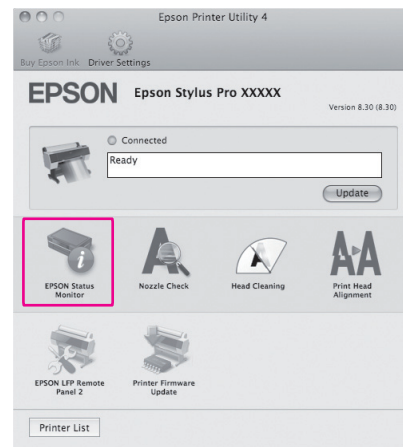 Epson Printer Utility 4
Buy Epson Ink Driver Settings
EPSON Epson Stylus Pro XXXXX
Version 8.30 (8.30)
Connected
Ready
Update
EPSON Status
Monitor
Nozzle Check
Head Cleaning
Print Head
Alignment
EPSON LFP Remote
Panel 2
Printer Firmware
Update
Printer List